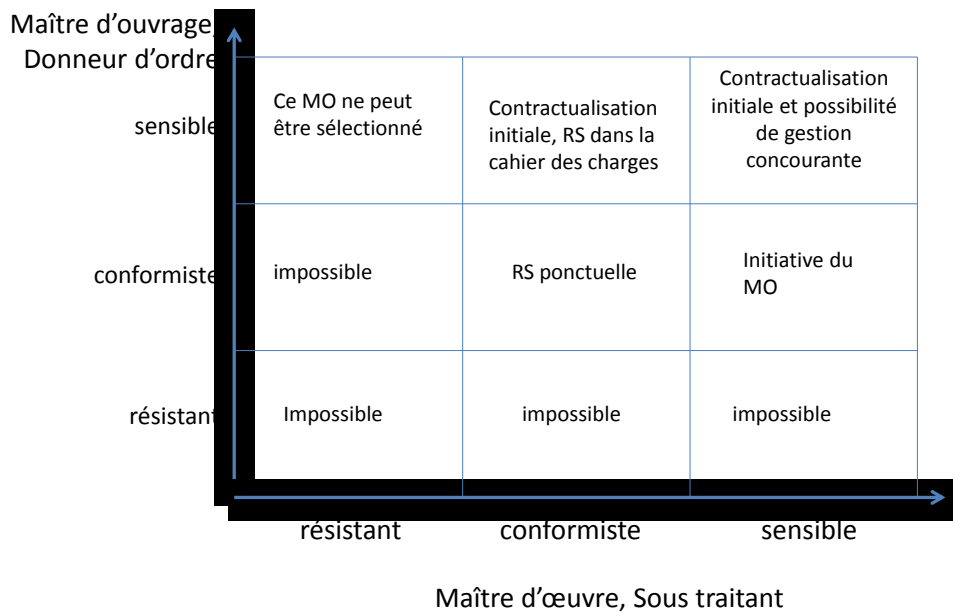 Maître d’ouvrage,
Donneur d’ordre
sensible
Ce MO ne peut
être sélectionné
Contractualisation
initiale, RS dans la
cahier des charges
Contractualisation
initiale et possibilité
de gestion
concourante
conformiste
impossible
RS ponctuelle
Initiative du
MO
résistant
Impossible
impossible
impossible
résistant
conformiste
sensible
Maître d’œuvre, Sous traitant